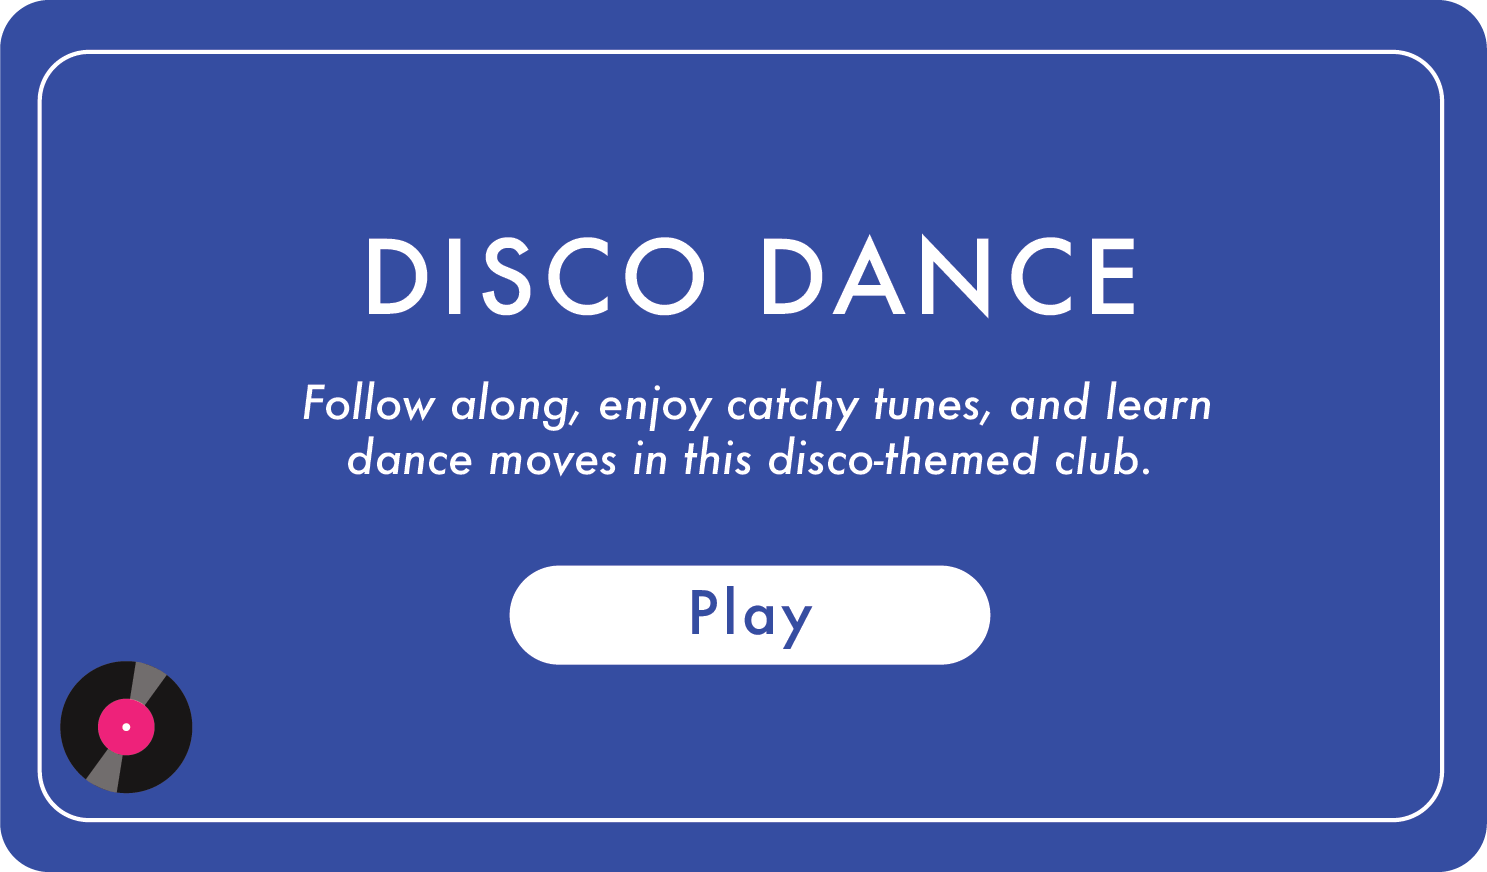 DISCO DANCE
Follow along, enjoy catchy tunes, and learn
dance moves in this disco-themed club.
Play